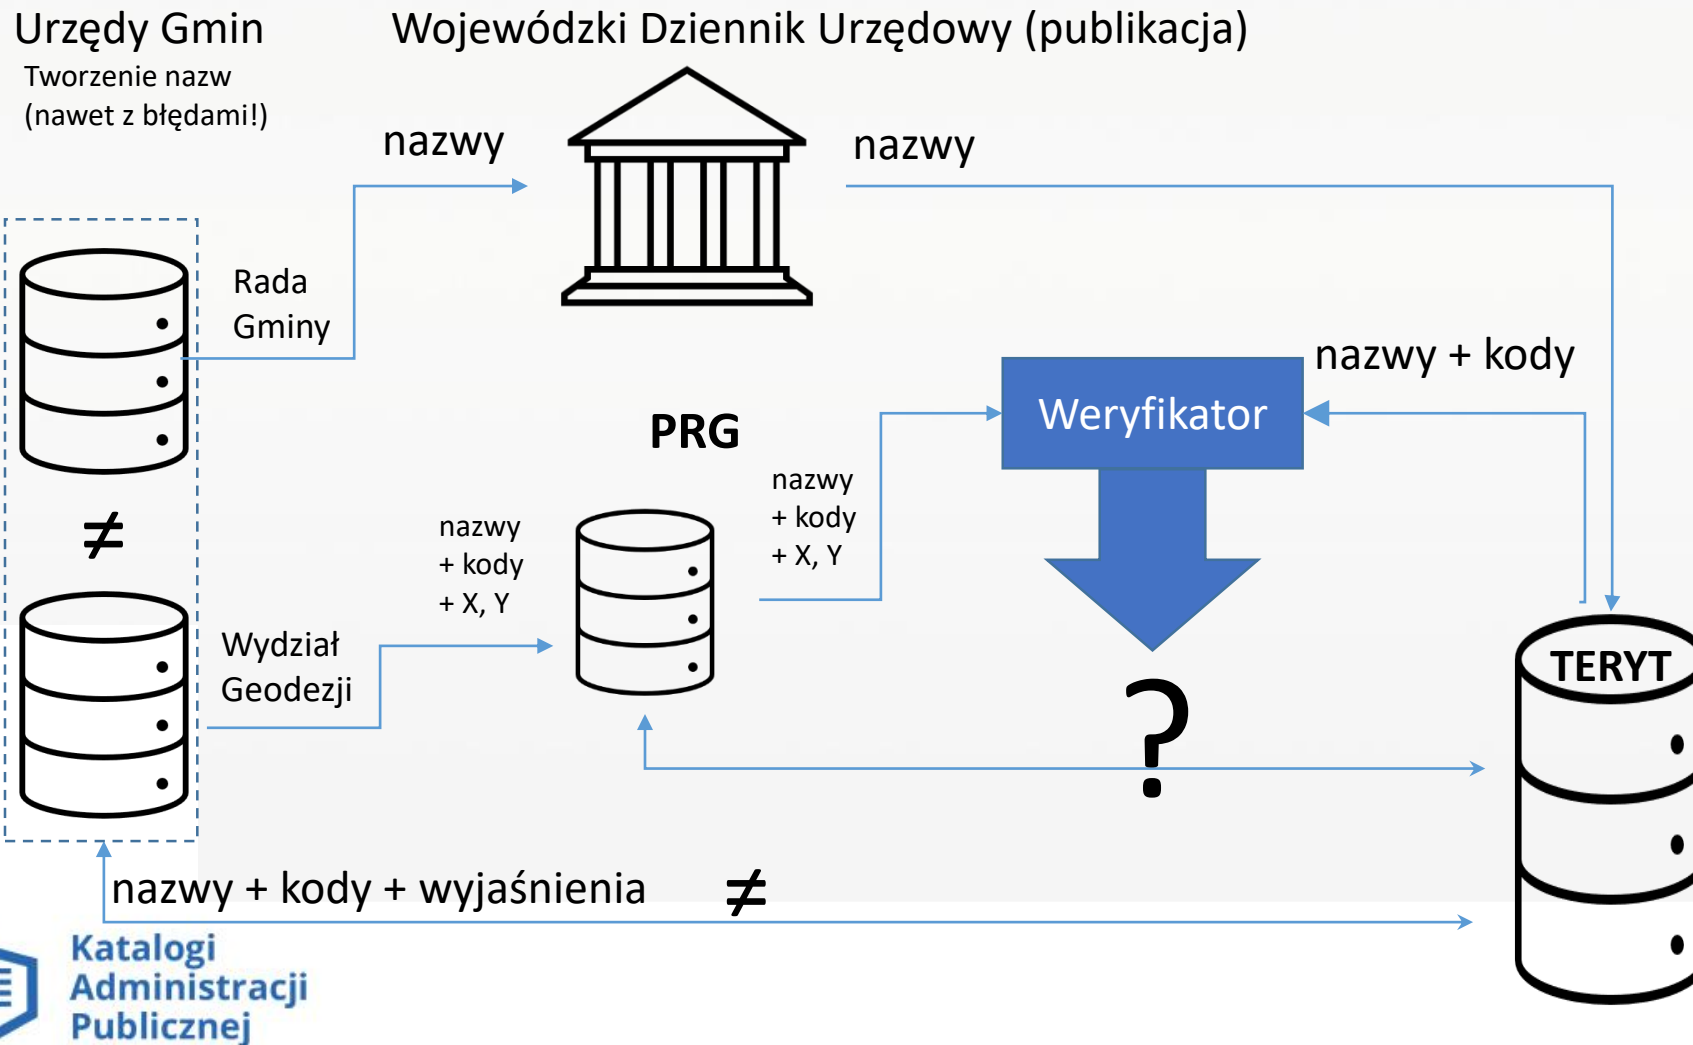 Urzędy Gmin
Tworzenie nazw
(nawet z błędami!)
Wojewódzki Dziennik Urzędowy (publikacja)
nazwy
nazwy
Rada
Gminy
nazwy + kody
Weryfikator
PRG
nazwy
+ kody
+ X, Y
nazwy
+ kody
+ X, Y
≠
Wydział
Geodezji
?
TERYT
nazwy + kody + wyjaśnienia ≠
Katalogi
Administracji
Publicznej